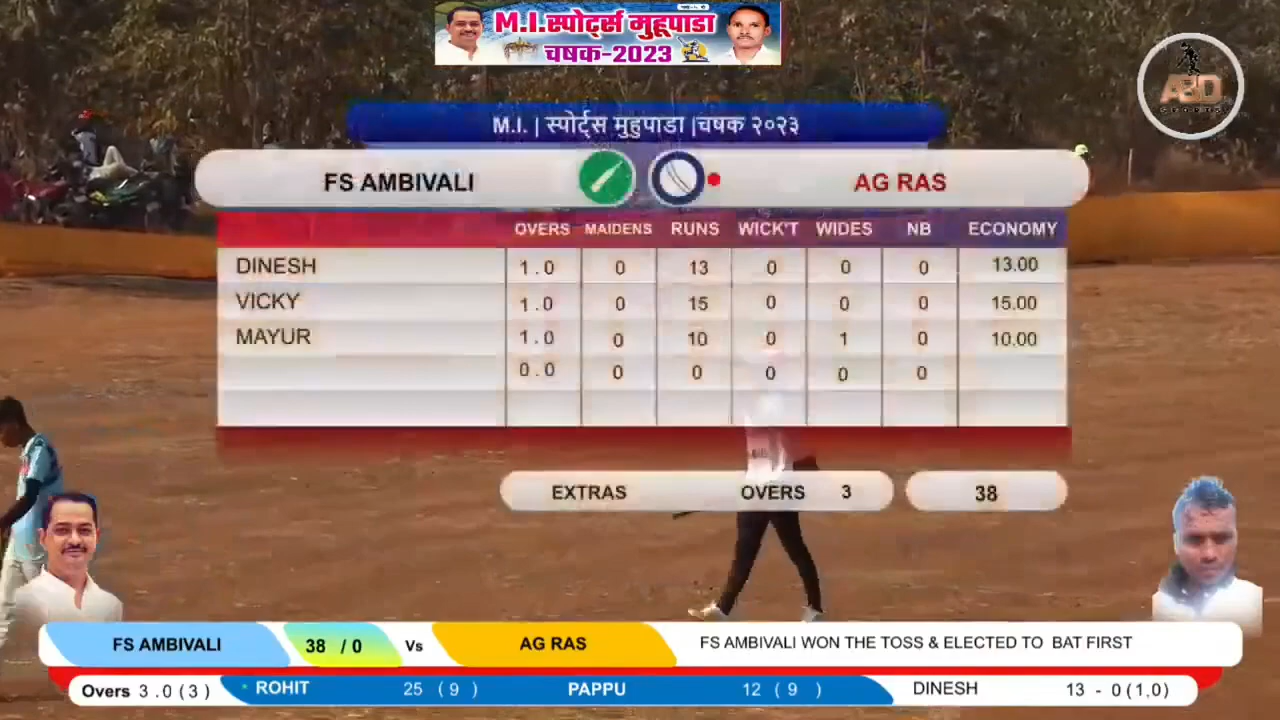 M.I.स्पोर्ट्स मुहूपाडा
चषक-2023
M.I. | स्पोर्ट्स मुहुपाडा |चषक २०२३
FS AMBIVALI AG RAS
OVERS MAIDENS RUNS WICK'T WIDES NB ECONOMY
DINESH 1.0 0 13 0 0 0 13.00
VICKY 1.0 0 15 0 0 0 15.00
MAYUR 1.0 0 10 0 1 0 10.00
0.0 0 0 0 0 0
EXTRAS OVERS 3 38
FS AMBIVALI 38 / 0 Vs AG RAS FS AMBIVALI WON THE TOSS & ELECTED TO BAT FIRST
Overs 3.0(3) ROHIT 25 (9) PAPPU 12 (9) DINESH 13 - 0(1,0)